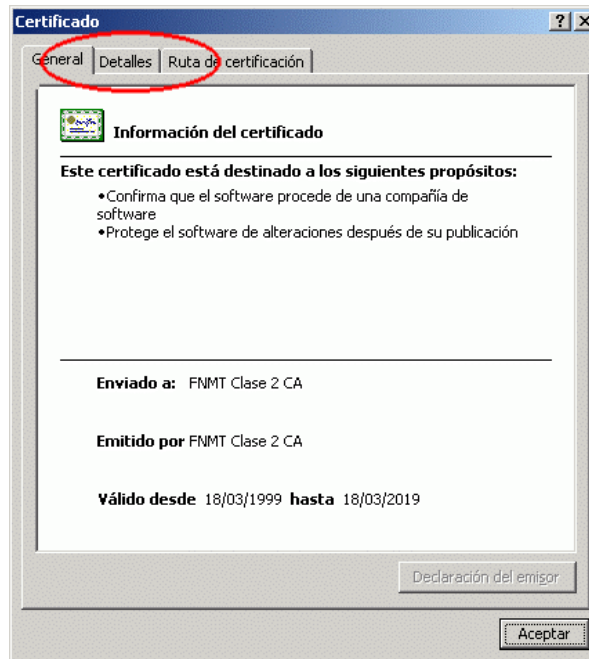 Certificado
General Detalles Ruta de certificación
Información del certificado
Este certificado está destinado a los siguientes propósitos:
•Confirma que el software procede de una compañía de
software
•Protege el software de alteraciones después de su publicación
Enviado a: FNMT Clase 2 CA
Emitido por FNMT Clase 2 CA
Válido desde 18/03/1999 hasta 18/03/2019
Declaración del emisor
Aceptar